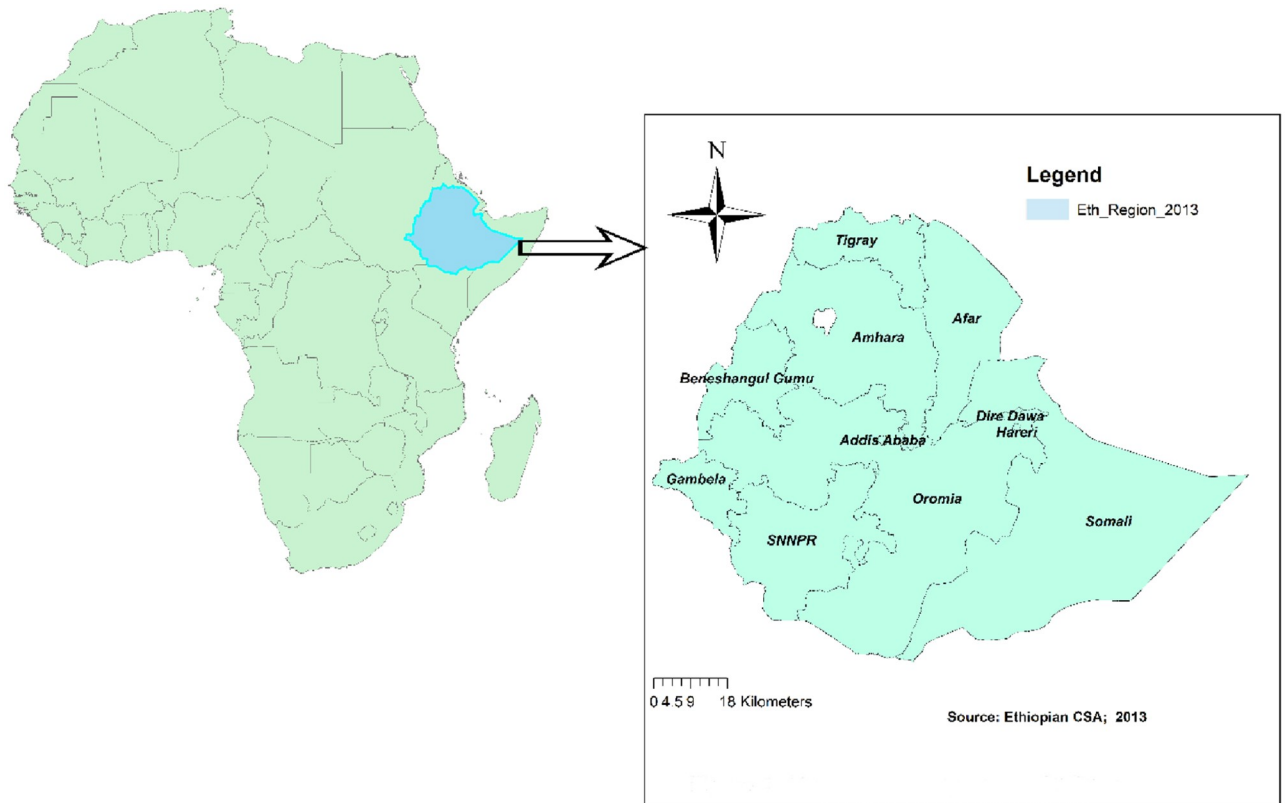 N
Legend
Eth_Region_2013
Tigray
Afar
Amhara
Beneshangul Gumu
Dire Dawa
Hareri
Addis Ababa
Gambela
Oromia
Somali
SNNPR
0 4.5 9 18 Kilometers
Source: Ethiopian CSA; 2013